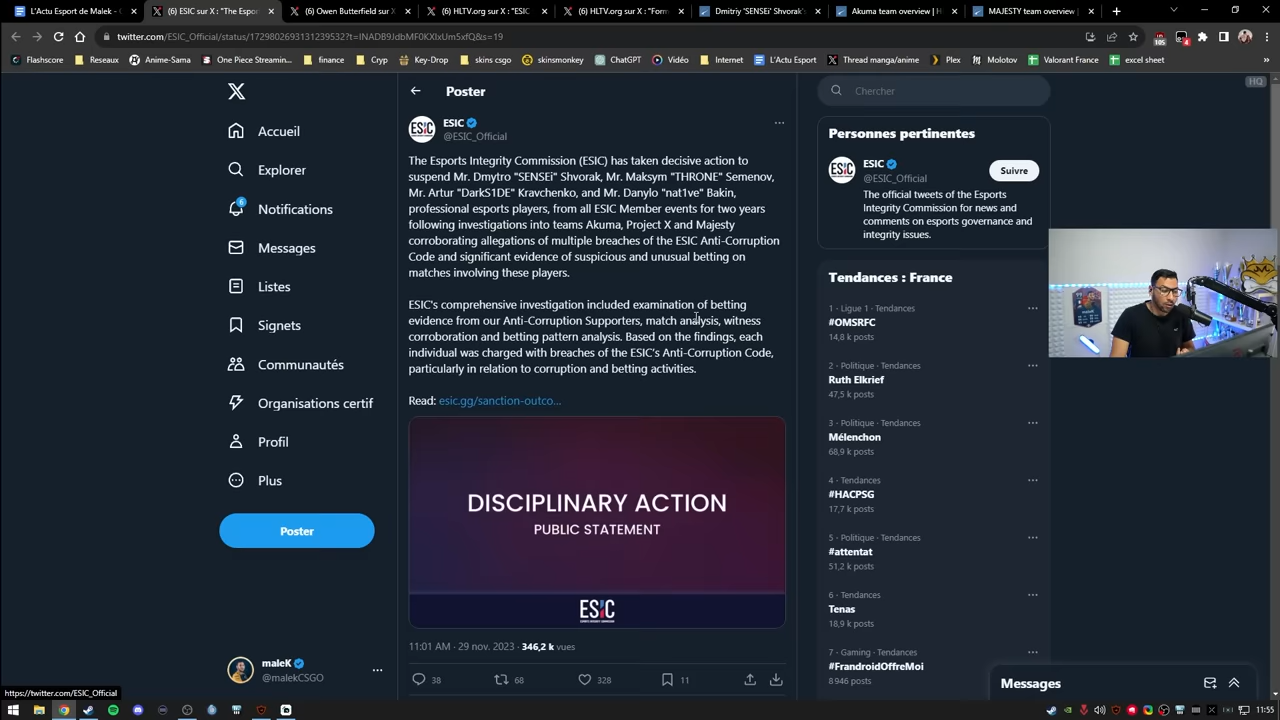 L'Actu Esport de Malek - 
(6) ESIC sur X : "The Espor
(6) Owen Butterfield sur X
(6) HLTV.org sur X : "ESIC
(6) HLTV.org sur X : "Forn
Dmitriy 'SENSEi' Shvorak's
Akuma team overview | H
MAJESTY team overview |
twitter.com/ESIC_Official/status/1729802693131239532?t=INADB9JdbMF0KXlxUm5xfQ&s=19
Flashscore
Reseaux
Anime-Sama
One Piece Streamin...
finance
Cryp
Key-Drop
skins csgo
skinsmonkey
ChatGPT
Vidéo
Internet
L'Actu Esport
Thread manga/anime
Plex
Molotov
Valorant France
excel sheet
HQ
Poster
Chercher
Accueil
Explorer
6
Notifications
Messages
Listes
Signets
Communautés
Organisations certif
Profil
Plus
Poster
maleK
@malekCSGO
ESIC
@ESIC_Official
The Esports Integrity Commission (ESIC) has taken decisive action to
suspend Mr. Dmytro "SENSEi" Shvorak, Mr. Maksym "THRONE" Semenov,
Mr. Artur "DarkS1DE" Kravchenko, and Mr. Danylo "nat1ve" Bakin,
professional esports players, from all ESIC Member events for two years
following investigations into teams Akuma, Project X and Majesty
corroborating allegations of multiple breaches of the ESIC Anti-Corruption
Code and significant evidence of suspicious and unusual betting on
matches involving these players.
ESIC's comprehensive investigation included examination of betting
evidence from our Anti-Corruption Supporters, match analysis, witness
corroboration and betting pattern analysis. Based on the findings, each
individual was charged with breaches of the ESIC's Anti-Corruption Code,
particularly in relation to corruption and betting activities.
Read: esic.gg/sanction-outco...
DISCIPLINARY ACTION
PUBLIC STATEMENT
ESIC
11:01 AM · 29 nov. 2023 · 346,2 k vues
38
68
328
11
Personnes pertinentes
ESIC
@ESIC_Official
Suivre
The official tweets of the Esports
Integrity Commission for news and
comments on esports governance and
integrity issues.
Tendances : France
1 · Ligue 1 · Tendances
#OMSRFC
14,8 k posts
2 · Politique · Tendances
Ruth Elkrief
47,5 k posts
3 · Politique · Tendances
Mélenchon
68,9 k posts
4 · Tendances
#HACPSG
17,7 k posts
5 · Politique · Tendances
#attentat
51,2 k posts
6 · Tendances
Tenas
18,9 k posts
7 · Gaming · Tendances
#FrandroidOffreMoi
8 946 posts
Messages
https://twitter.com/ESIC_Official
11:55